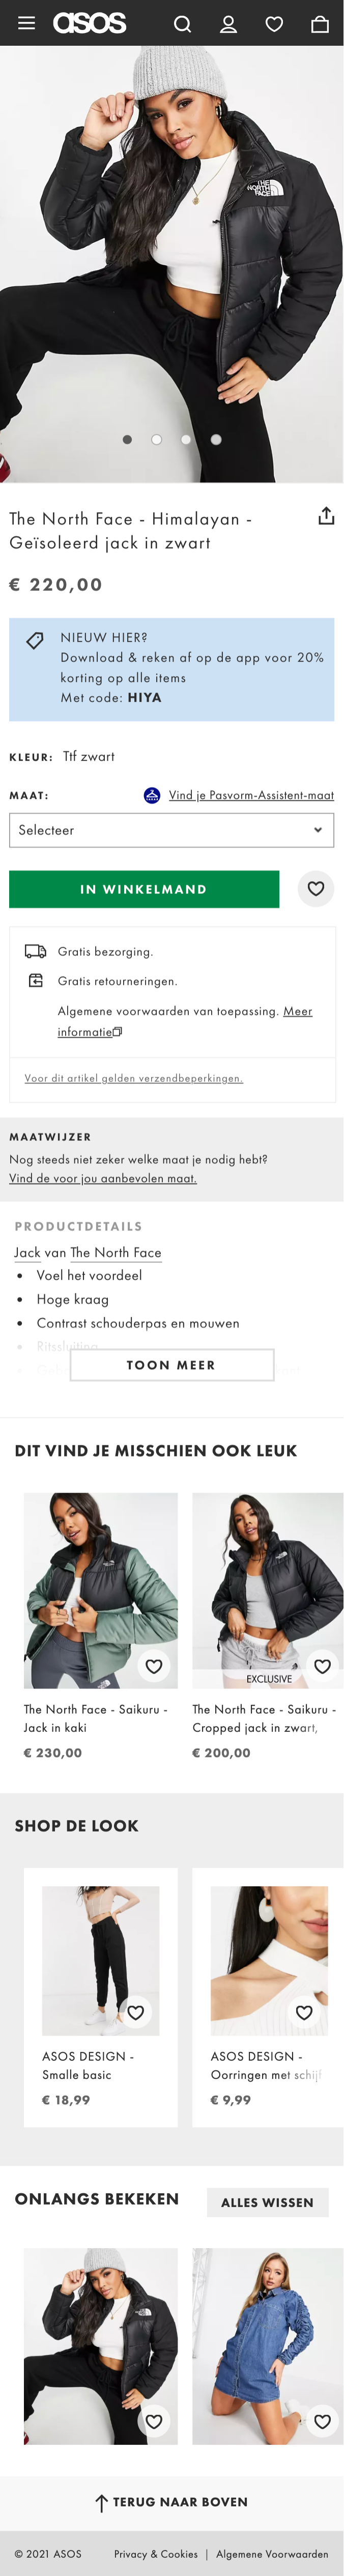 asos
THE NORTH FACE
The North Face - Himalayan -
Geïsoleerd jack in zwart
€ 220,00
NIEUW HIER?
Download & reken af op de app voor 20%
korting op alle items
Met code: HIYA
KLEUR: Ttf zwart
MAAT: Vind je Pasvorm-Assistent-maat
Selecteer
IN WINKELMAND
Gratis bezorging.
Gratis retourneringen.
Algemene voorwaarden van toepassing. Meer
informatie
Voor dit artikel gelden verzendbeperkingen.
MAATWIJZER
Nog steeds niet zeker welke maat je nodig hebt?
Vind de voor jou aanbevolen maat.
PRODUCTDETAILS
Jack van The North Face
• Voel het voordeel
• Hoge kraag
• Contrast schouderpas en mouwen
• Ritssluiting
TOON MEER
DIT VIND JE MISSCHIEN OOK LEUK
EXCLUSIVE
The North Face - Saikuru -
Jack in kaki
€ 230,00
The North Face - Saikuru -
Cropped jack in zwart,
€ 200,00
SHOP DE LOOK
ASOS DESIGN -
Smalle basic
€ 18,99
ASOS DESIGN -
Oorringen met schijf
€ 9,99
ONLANGS BEKEKEN
ALLES WISSEN
TERUG NAAR BOVEN
© 2021 ASOS
Privacy & Cookies | Algemene Voorwaarden